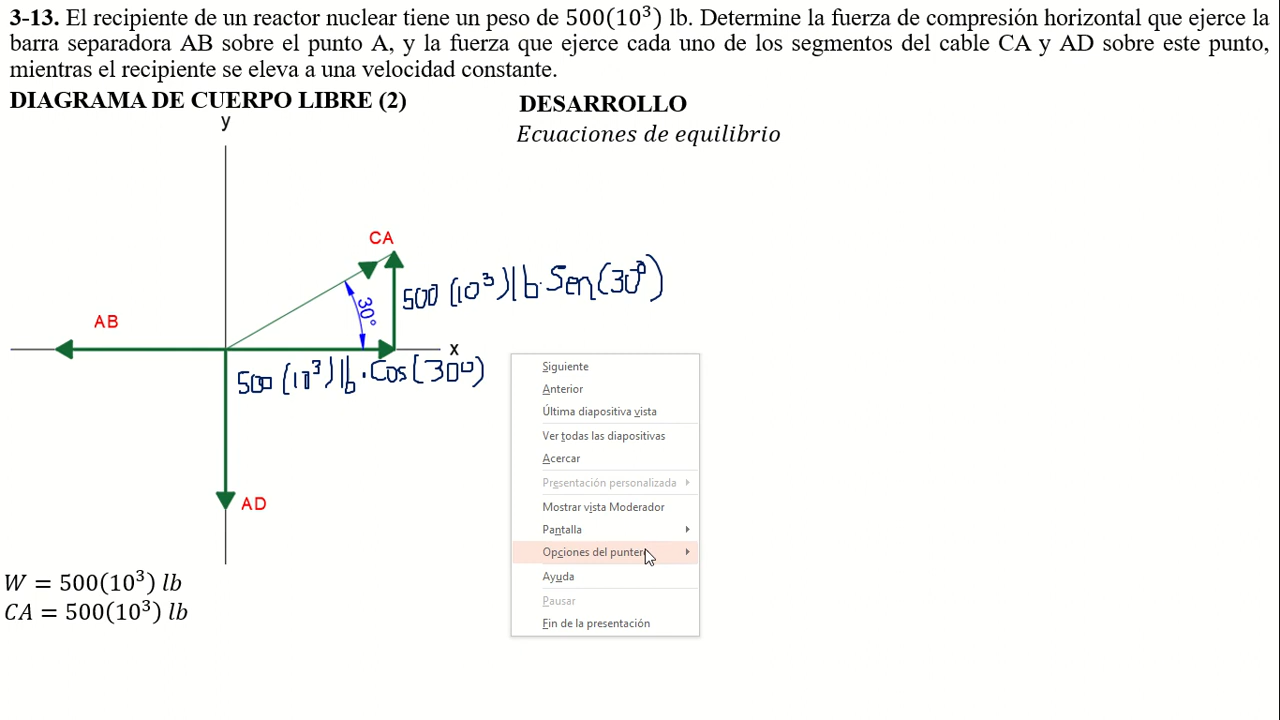 3-13. El recipiente de un reactor nuclear tiene un peso de 500(10³) lb. Determine la fuerza de compresión horizontal que ejerce la
barra separadora AB sobre el punto A, y la fuerza que ejerce cada uno de los segmentos del cable CA y AD sobre este punto,
mientras el recipiente se eleva a una velocidad constante.
DIAGRAMA DE CUERPO LIBRE (2)
DESARROLLO
Ecuaciones de equilibrio
y
CA
500(10³)lb·Sen(30°)
30°
AB
x
500(10³)lb·Cos(30°)
AD
W = 500(10³) lb
CA = 500(10³) lb
Siguiente
Anterior
Última diapositiva vista
Ver todas las diapositivas
Acercar
Presentación personalizada
Mostrar vista Moderador
Pantalla
Opciones del puntero
Ayuda
Pausar
Fin de la presentación